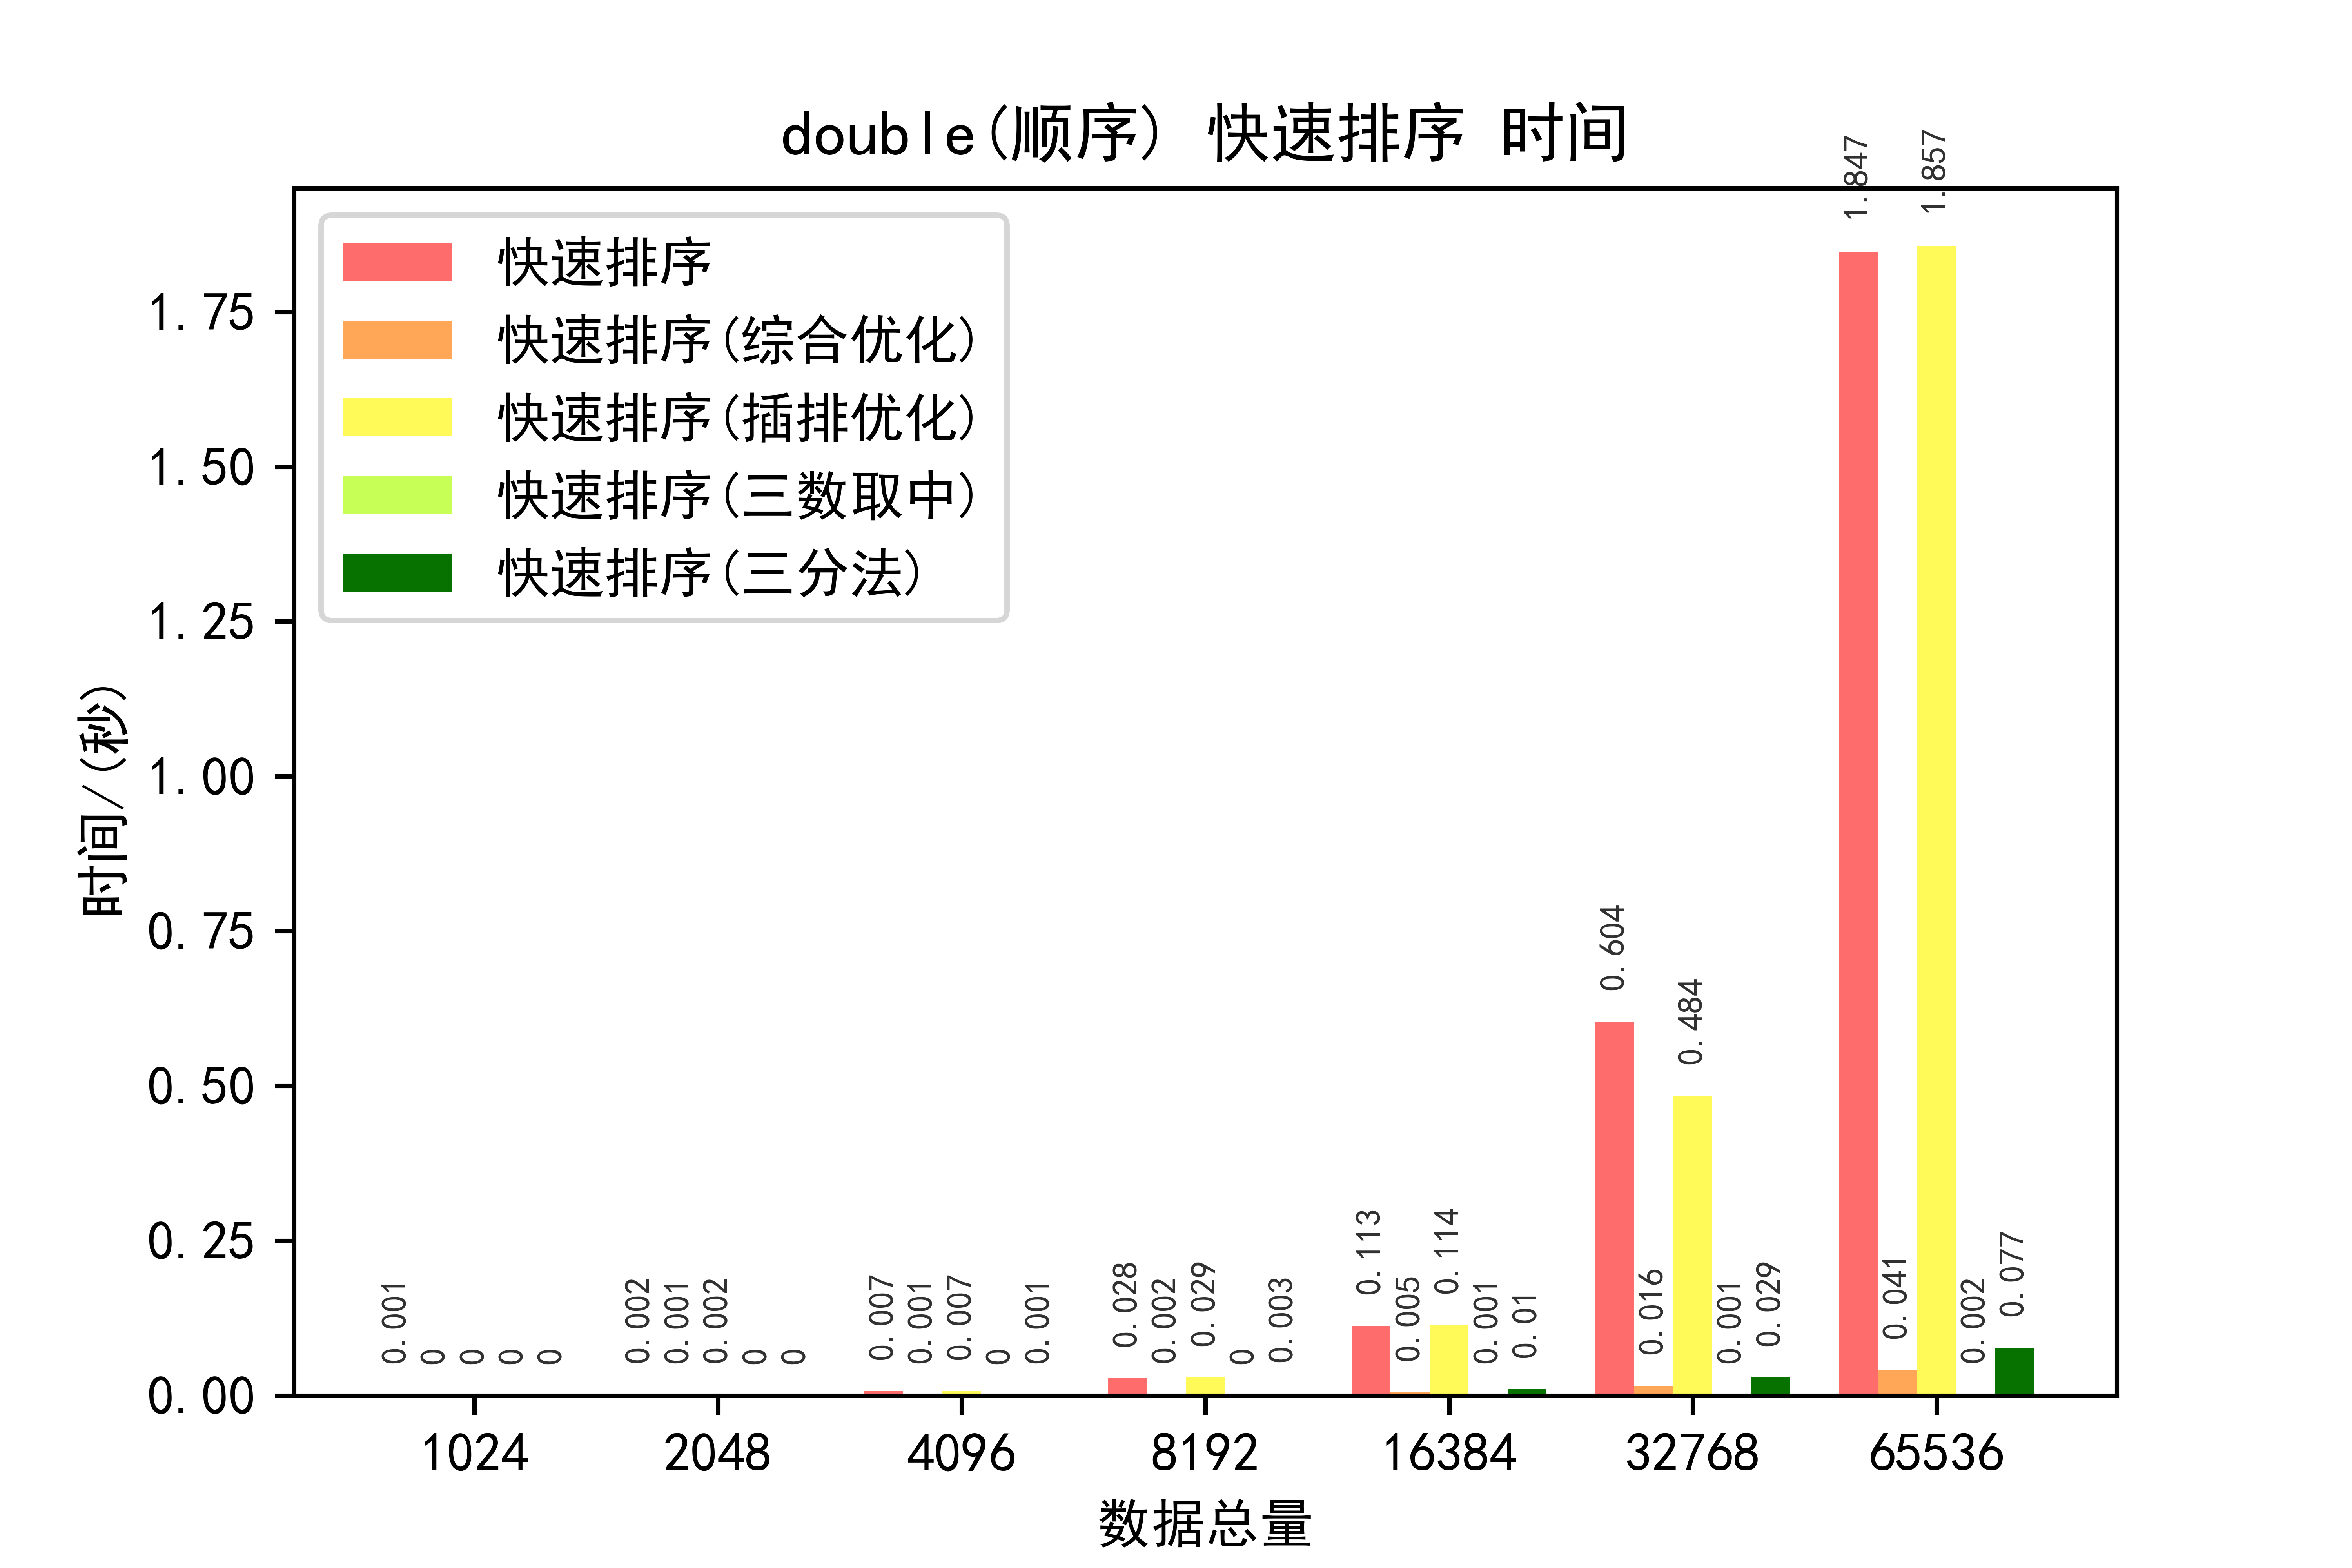 double(顺序) 快速排序 时间
快速排序
快速排序(综合优化)
快速排序(插排优化)
快速排序(三数取中)
快速排序(三分法)
时间/(秒)
1.75
1.50
1.25
1.00
0.75
0.50
0.25
0.00
0.001 0 0 0 0
0.002 0.001 0.002 0 0
0.007 0.001 0.007 0 0.001
0.028 0.002 0.029 0 0.003
0.113 0.005 0.114 0.001 0.01
0.604 0.016 0.484 0.001 0.029
1.847 0.041 1.857 0.002 0.077
1024 2048 4096 8192 16384 32768 65536
数据总量